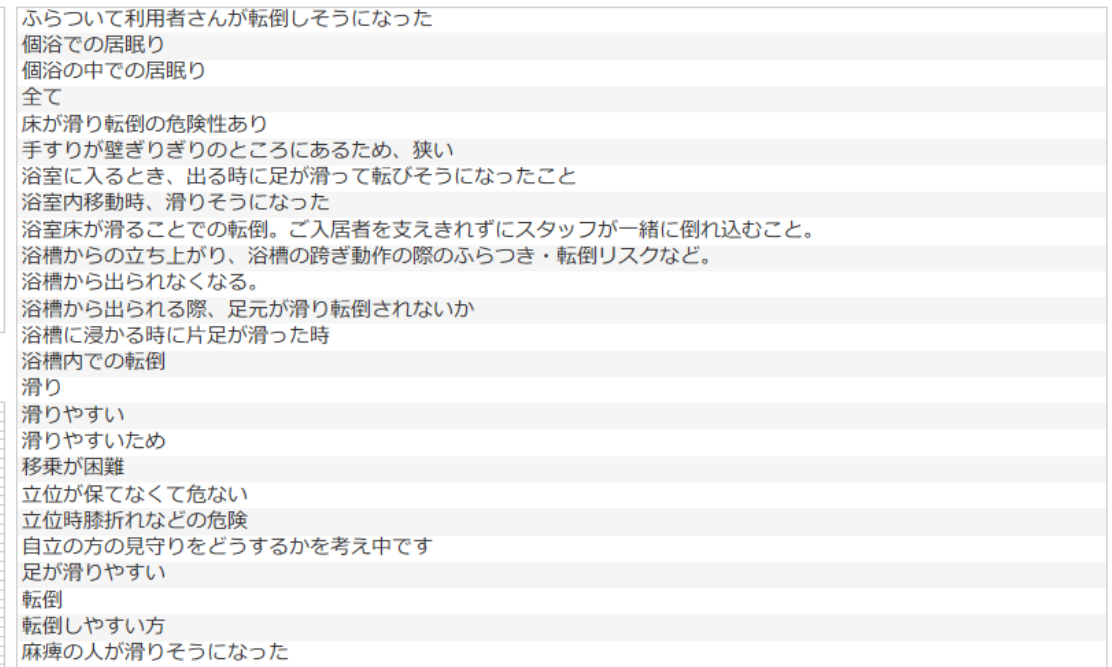 ふらついて利用者さんが転倒しそうになった
個浴での居眠り
個浴の中での居眠り
全て
床が滑り転倒の危険性あり
手すりが壁ぎりぎりのところにあるため、狭い
浴室に入るとき、出る時に足が滑って転びそうになったこと
浴室内移動時、滑りそうになった
浴室床が滑ることでの転倒。ご入居者を支えきれずにスタッフが一緒に倒れ込むこと。
浴槽からの立ち上がり、浴槽の跨ぎ動作の際のふらつき・転倒リスクなど。
浴槽から出られなくなる。
浴槽から出られる際、足元が滑り転倒されないか
浴槽に浸かる時に片足が滑った時
浴槽内での転倒
滑り
滑りやすい
滑りやすいため
移乗が困難
立位が保てなくて危ない
立位時膝折れなどの危険
自立の方の見守りをどうするかを考え中です
足が滑りやすい
転倒
転倒しやすい方
麻痺の人が滑りそうになった